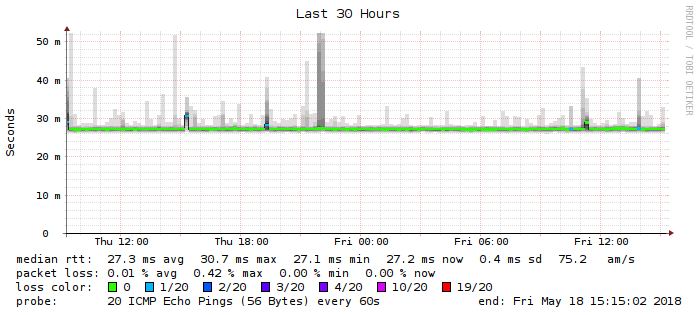 Last 30 Hours
RRDTOOL / TOBI OETIKER
Seconds
50 m
40 m
30 m
20 m
10 m
0
Thu 12:00 Thu 18:00 Fri 00:00 Fri 06:00 Fri 12:00
median rtt: 27.3 ms avg 30.7 ms max 27.1 ms min 27.2 ms now 0.4 ms sd 75.2 am/s
packet loss: 0.01 % avg 0.42 % max 0.00 % min 0.00 % now
loss color: 0 1/20 2/20 3/20 4/20 10/20 19/20
probe: 20 ICMP Echo Pings (56 Bytes) every 60s end: Fri May 18 15:15:02 2018